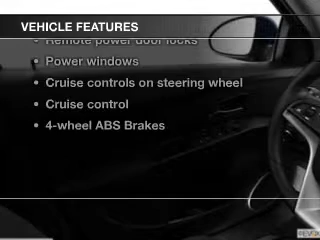 VEHICLE FEATURES
• Remote power door locks
• Power windows
• Cruise controls on steering wheel
• Cruise control
• 4-wheel ABS Brakes
©EVOX